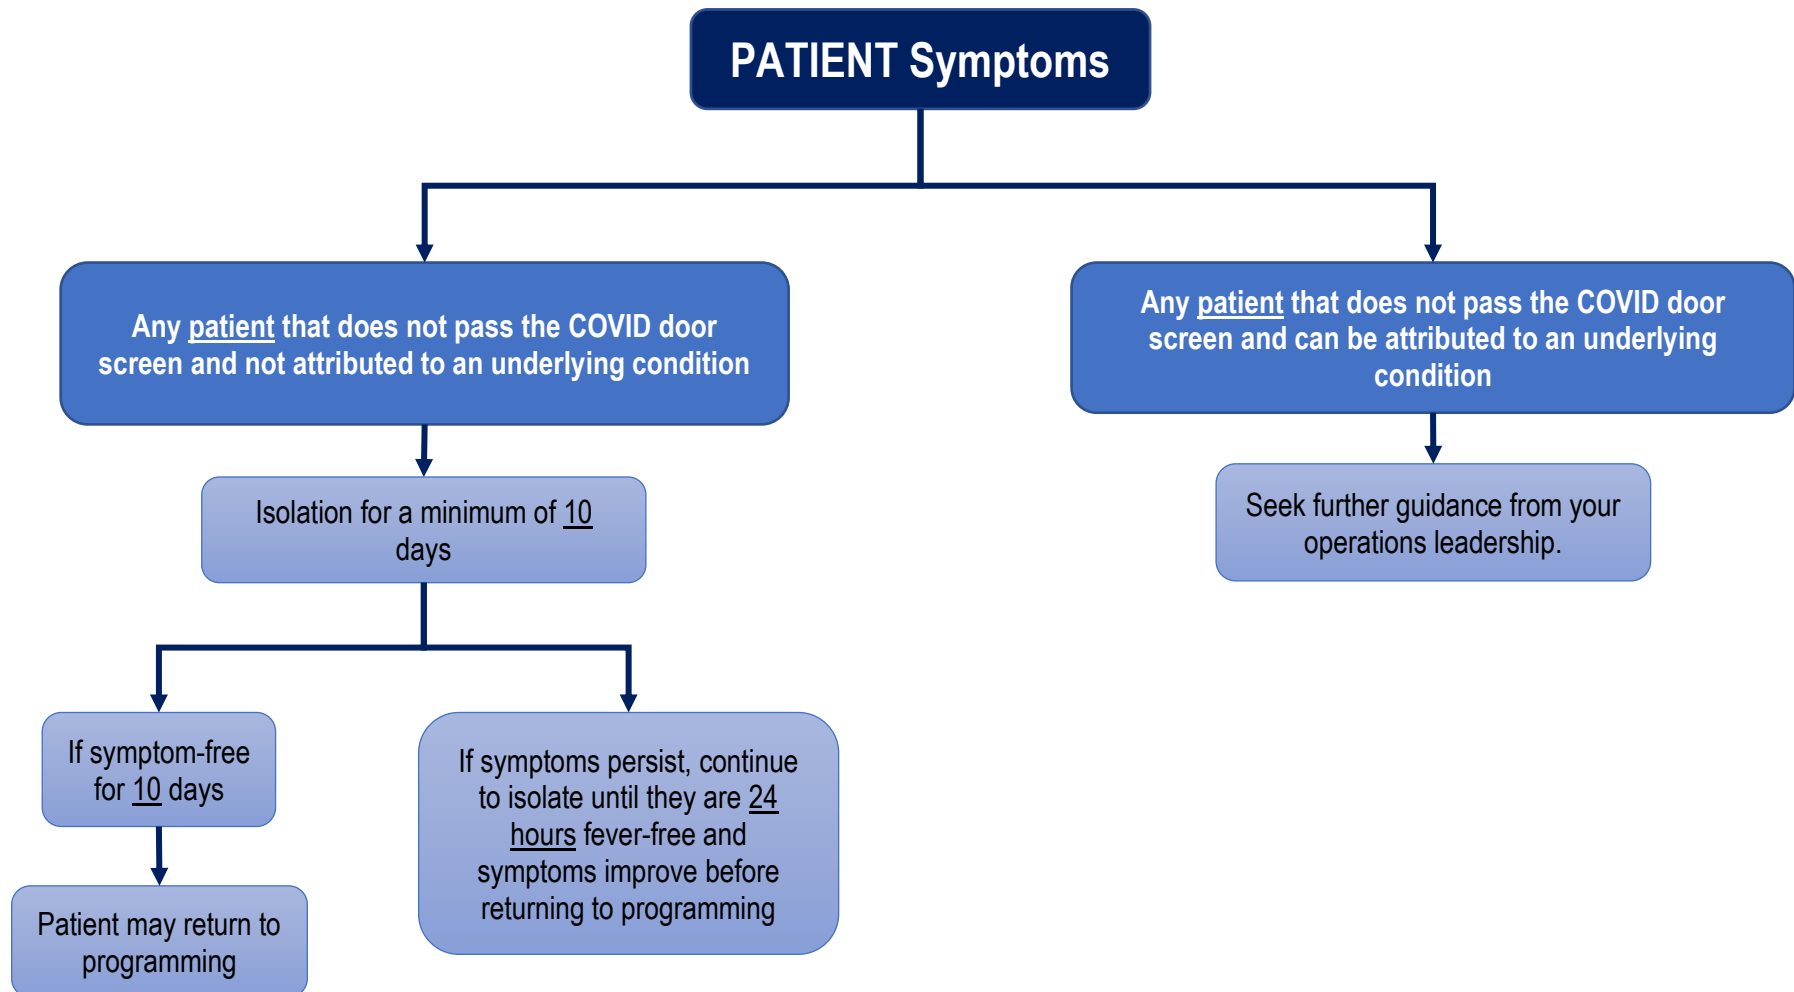 PATIENT Symptoms
Any patient that does not pass the COVID door
screen and not attributed to an underlying condition
Any patient that does not pass the COVID door
screen and can be attributed to an underlying
condition
Isolation for a minimum of 10
days
Seek further guidance from your
operations leadership.
If symptom-free
for 10 days
If symptoms persist, continue
to isolate until they are 24
hours fever-free and
symptoms improve before
returning to programming
Patient may return to
programming